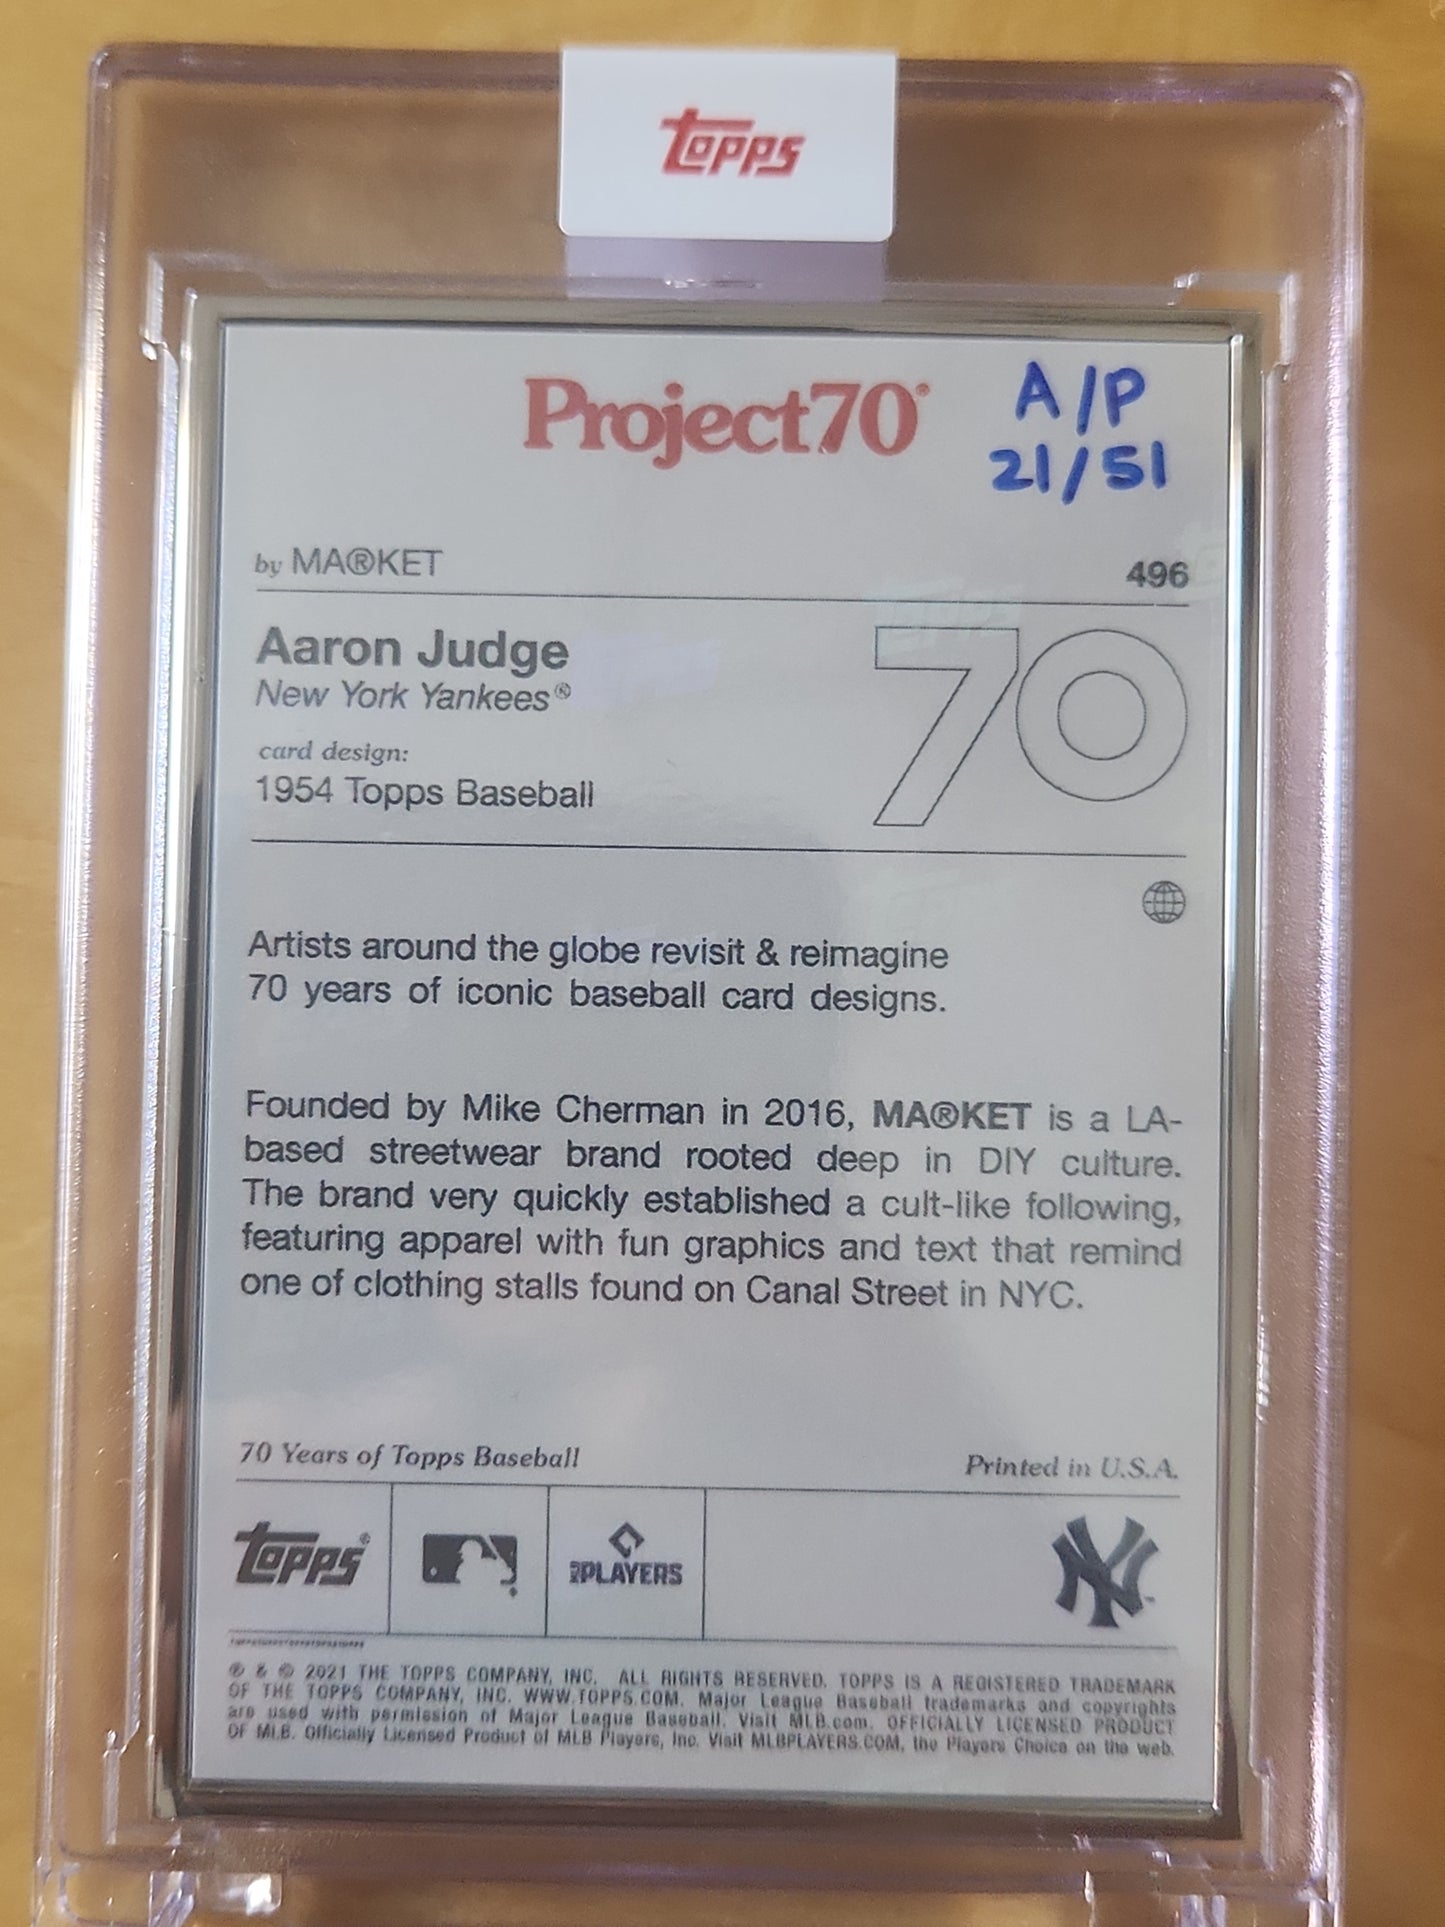 Topps
Project70®
A/P
21/51
by MA®KET
496
Aaron Judge
New York Yankees®
card design:
1954 Topps Baseball
70
Artists around the globe revisit & reimagine
70 years of iconic baseball card designs.
Founded by Mike Cherman in 2016, MA®KET is a LA-
based streetwear brand rooted deep in DIY culture.
The brand very quickly established a cult-like following,
featuring apparel with fun graphics and text that remind
one of clothing stalls found on Canal Street in NYC.
70 Years of Topps Baseball
Printed in U.S.A.
Topps®
PLAYERS
NY
® & © 2021 THE TOPPS COMPANY, INC. ALL RIGHTS RESERVED. TOPPS IS A REGISTERED TRADEMARK
OF THE TOPPS COMPANY, INC. WWW.TOPPS.COM. Major League Baseball trademarks and copyrights
are used with permission of Major League Baseball. Visit MLB.com. OFFICIALLY LICENSED PRODUCT
OF MLB. Officially Licensed Product of MLB Players, Inc. Visit MLBPLAYERS.COM, the Players Choice on the web.